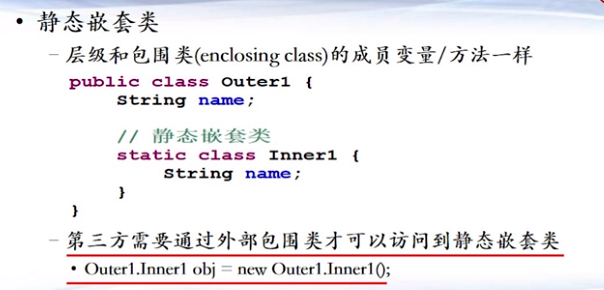 • 静态嵌套类
– 层级和包围类(enclosing class)的成员变量/方法一样
public class Outer1 {
    String name;
    // 静态嵌套类
    static class Inner1 {
        String name;
    }
}
– 第三方需要通过外部包围类才可以访问到静态嵌套类
• Outer1.Inner1 obj = new Outer1.Inner1();